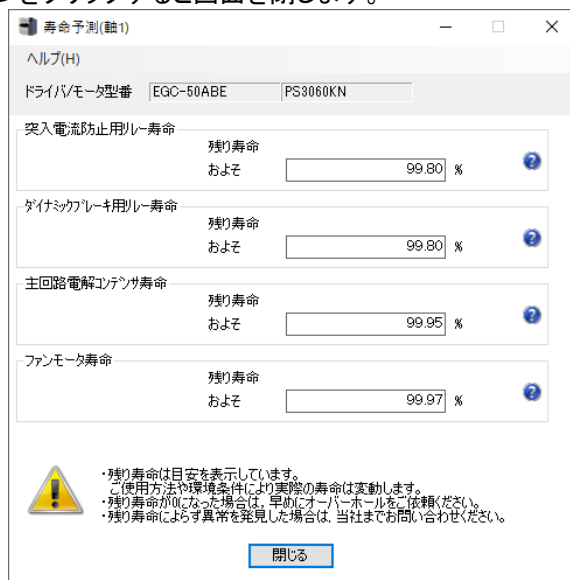 をクリックすると画面を閉じます。
寿命予測(軸1)
ヘルプ(H)
ドライバ/モータ型番 EGC-50ABE PS3060KN
突入電流防止用リレー寿命
残り寿命
およそ 99.80 %
ダイナミックブレーキ用リレー寿命
残り寿命
およそ 99.80 %
主回路電解コンデンサ寿命
残り寿命
およそ 99.95 %
ファンモータ寿命
残り寿命
およそ 99.97 %
・残り寿命は目安を表示しています。
ご使用方法や環境条件により実際の寿命は変動します。
・残り寿命が0になった場合は、早めにオーバーホールをご依頼ください。
・残り寿命によらず異常を発見した場合は、当社までお問い合わせください。
閉じる